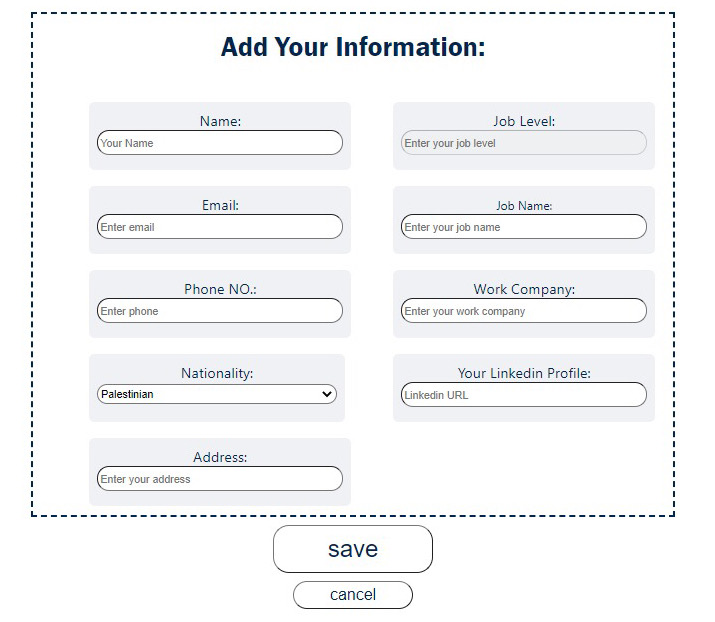 Add Your Information:
Name:
Your Name
Job Level:
Enter your job level
Email:
Enter email
Job Name:
Enter your job name
Phone NO.:
Enter phone
Work Company:
Enter your work company
Nationality:
Palestinian
Your Linkedin Profile:
Linkedin URL
Address:
Enter your address
save
cancel